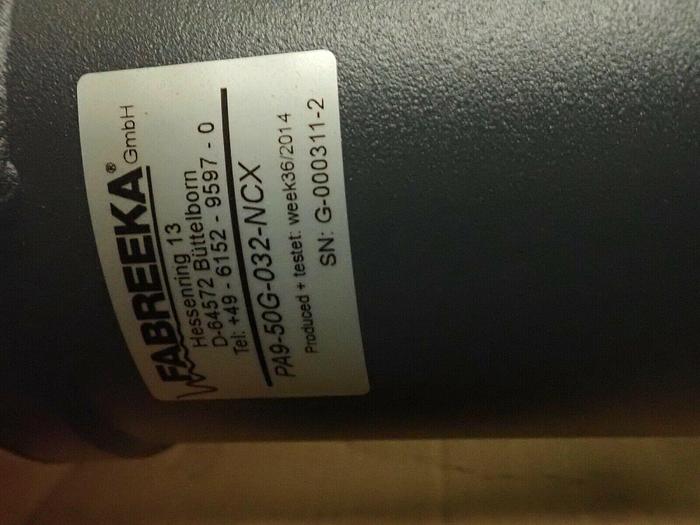 FABREEKA® GmbH
Hessenring 13
D-64572 Büttelborn
Tel: +49 - 6152 - 9597 - 0
PA9-50G-032-NCX
Produced + testet: week36/2014
SN: G-000311-2